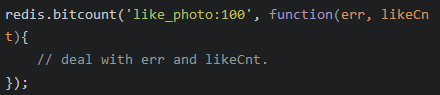 redis.bitcount('like_photo:100', function(err, likeCn
t){
    // deal with err and likeCnt.
});